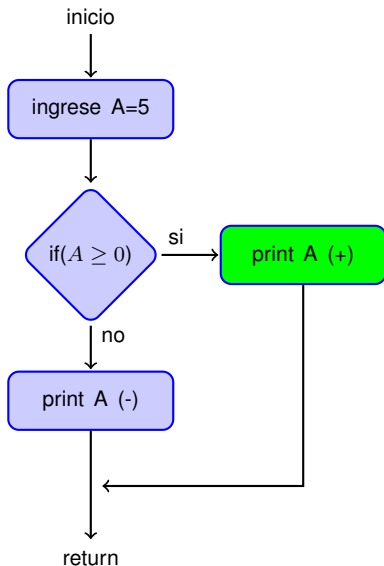 inicio
ingrese A=5
if(A ≥ 0)
si
print A (+)
no
print A (-)
return